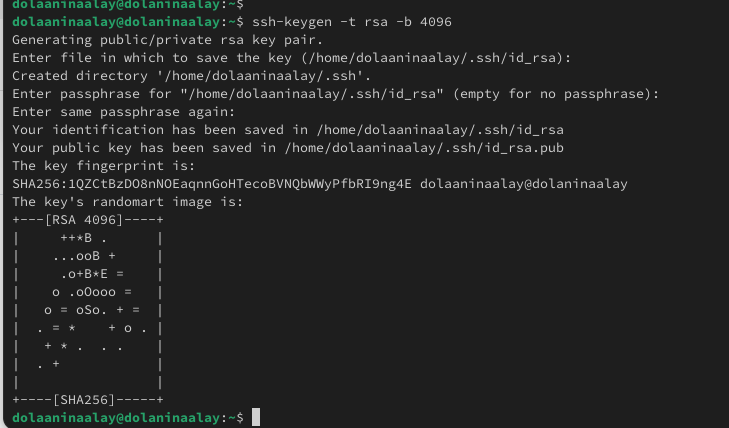 dolaaninaalay@dolaninaalay:~$
dolaaninaalay@dolaninaalay:~$ ssh-keygen -t rsa -b 4096
Generating public/private rsa key pair.
Enter file in which to save the key (/home/dolaaninaalay/.ssh/id_rsa):
Created directory '/home/dolaaninaalay/.ssh'.
Enter passphrase for "/home/dolaaninaalay/.ssh/id_rsa" (empty for no passphrase):
Enter same passphrase again:
Your identification has been saved in /home/dolaaninaalay/.ssh/id_rsa
Your public key has been saved in /home/dolaaninaalay/.ssh/id_rsa.pub
The key fingerprint is:
SHA256:1QZCtBzDO8nNOEaqnnGoHTecoBVNQbWWyPfbRI9ng4E dolaaninaalay@dolaninaalay
The key's randomart image is:
+---[RSA 4096]----+
|     ++*B .      |
|    ...ooB +     |
|     .o+B*E =    |
|    o .oOooo =   |
|   o = oSo. + =  |
|  . = *    + o . |
|   + * .  . .    |
|  . +            |
|                 |
+----[SHA256]-----+
dolaaninaalay@dolaninaalay:~$